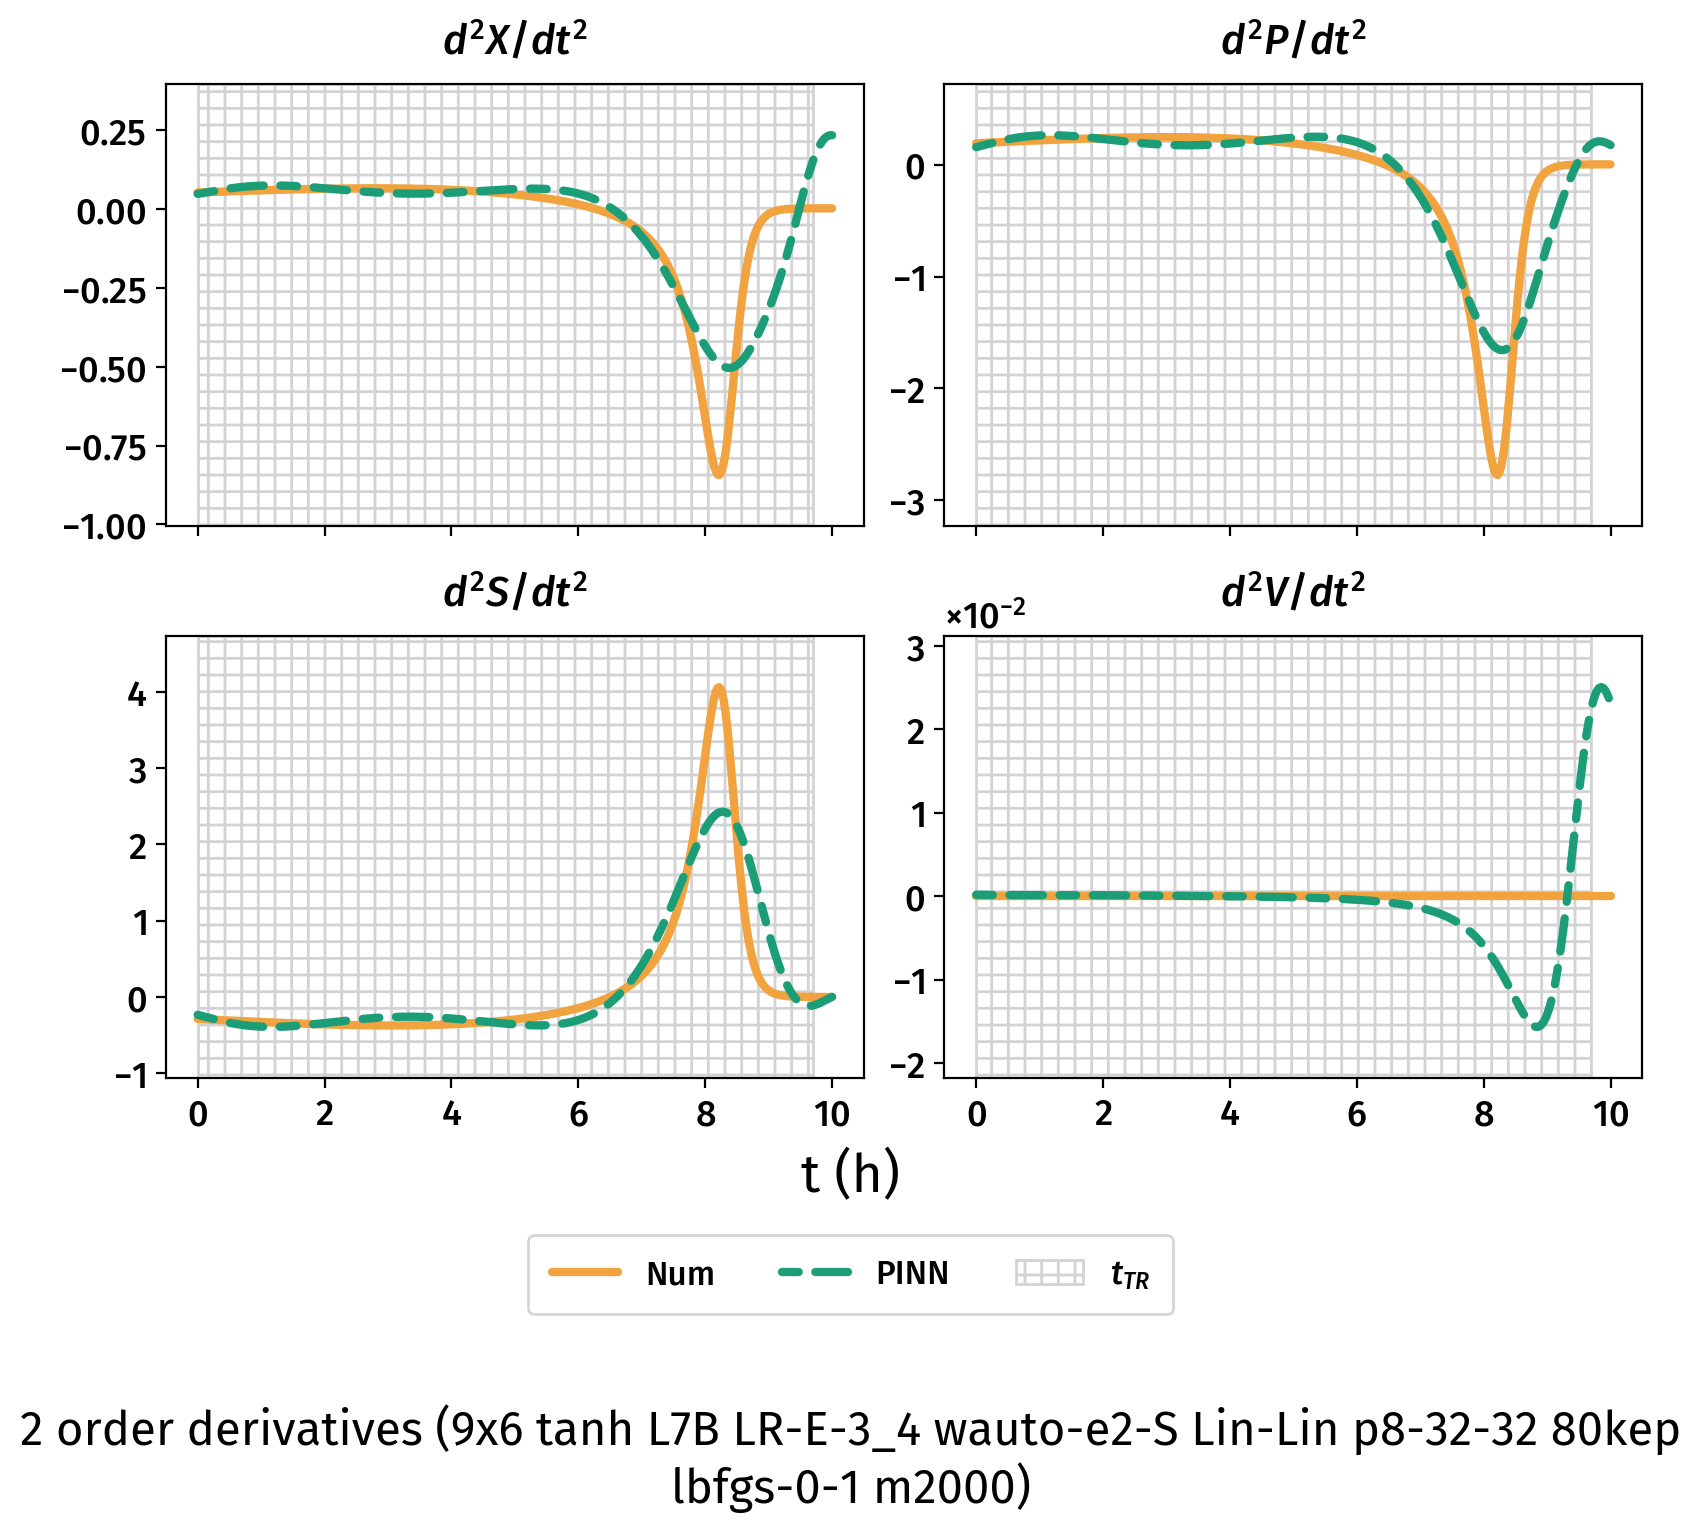 d²X/dt²
d²P/dt²
0.25
0.00
−0.25
−0.50
−0.75
−1.00
0
−1
−2
−3
d²S/dt²
d²V/dt²
×10⁻²
4
3
2
1
0
−1
3
2
1
0
−1
−2
0 2 4 6 8 10
0 2 4 6 8 10
t (h)
Num PINN t_TR
2 order derivatives (9x6 tanh L7B LR-E-3_4 wauto-e2-S Lin-Lin p8-32-32 80kep
lbfgs-0-1 m2000)